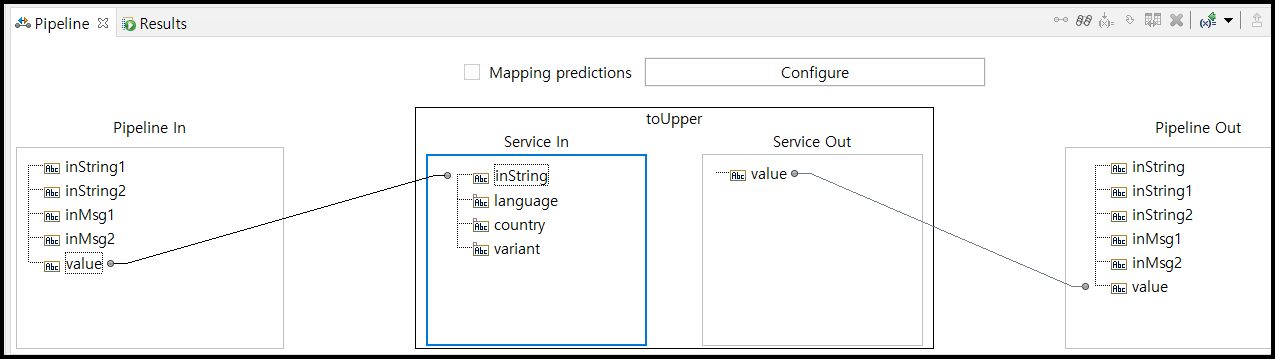 Pipeline
Results
Mapping predictions
Configure
Pipeline In
inString1
inString2
inMsg1
inMsg2
value
toUpper
Service In
inString
language
country
variant
Service Out
value
Pipeline Out
inString
inString1
inString2
inMsg1
inMsg2
value